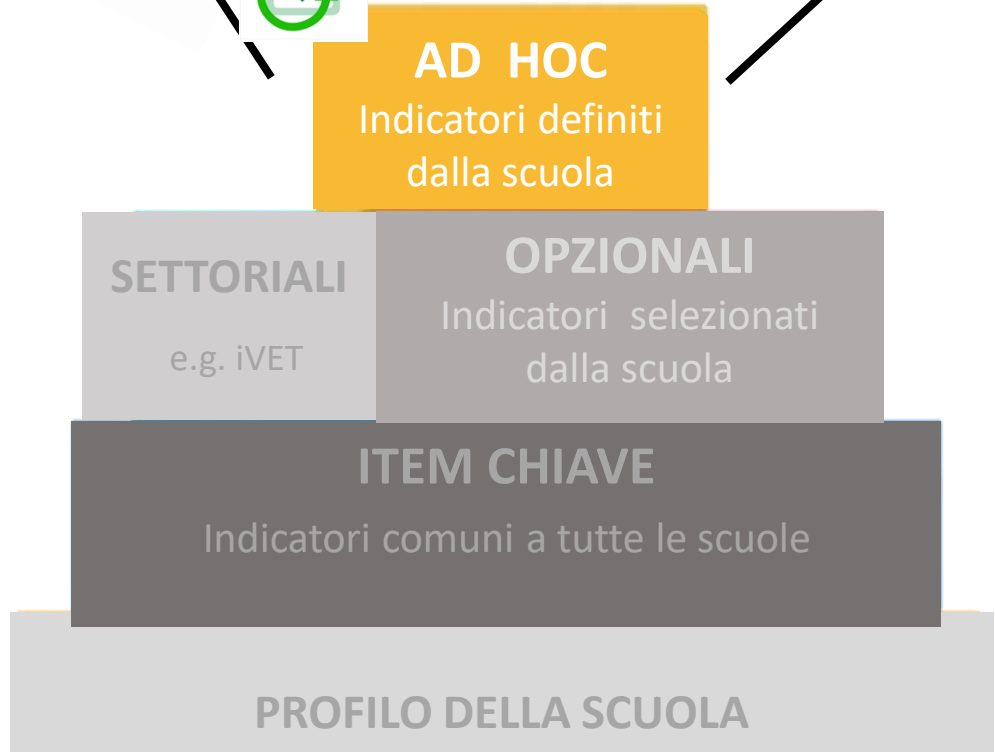 AD HOC
Indicatori definiti
dalla scuola
SETTORIALI
e.g. iVET
OPZIONALI
Indicatori selezionati
dalla scuola
ITEM CHIAVE
Indicatori comuni a tutte le scuole
PROFILO DELLA SCUOLA